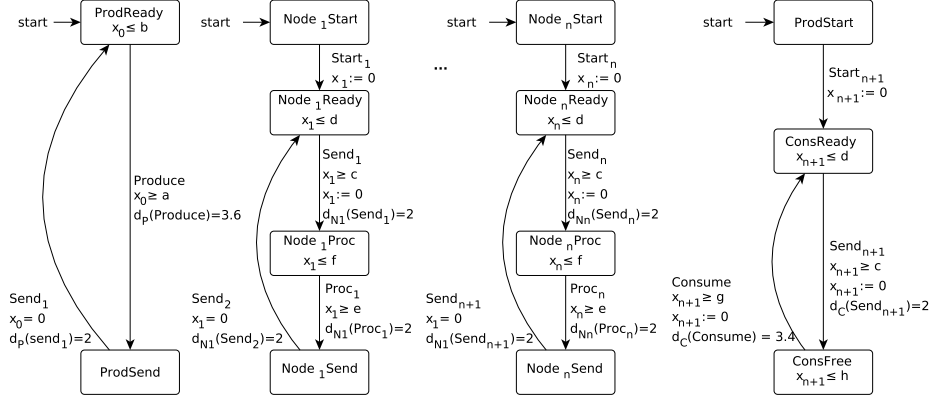 start
ProdReady
x0≤ b
Produce
x0≥ a
dP(Produce)=3.6
Send1
x0= 0
dP(send1)=2
ProdSend
start
Node 1Start
Start1
x1:= 0
Node 1Ready
x1≤ d
Send1
x1≥ c
x1:= 0
dN1(Send1)=2
Node 1Proc
x1≤ f
Proc1
x1≥ e
dN1(Proc1)=2
Send2
x1= 0
dN1(Send2)=2
Node 1Send
...
start
Node nStart
Startn
xn:= 0
Node nReady
xn≤ d
Sendn
xn≥ c
xn:= 0
dNn(Sendn)=2
Node nProc
xn≤ f
Procn
xn≥ e
dNn(Procn)=2
Sendn+1
x1= 0
dN1(Sendn+1)=2
Node nSend
start
ProdStart
Startn+1
xn+1:= 0
ConsReady
xn+1≤ d
Sendn+1
xn+1≥ c
xn+1:= 0
dC(Sendn+1)=2
Consume
xn+1≥ g
xn+1:= 0
dC(Consume) = 3.4
ConsFree
xn+1≤ h